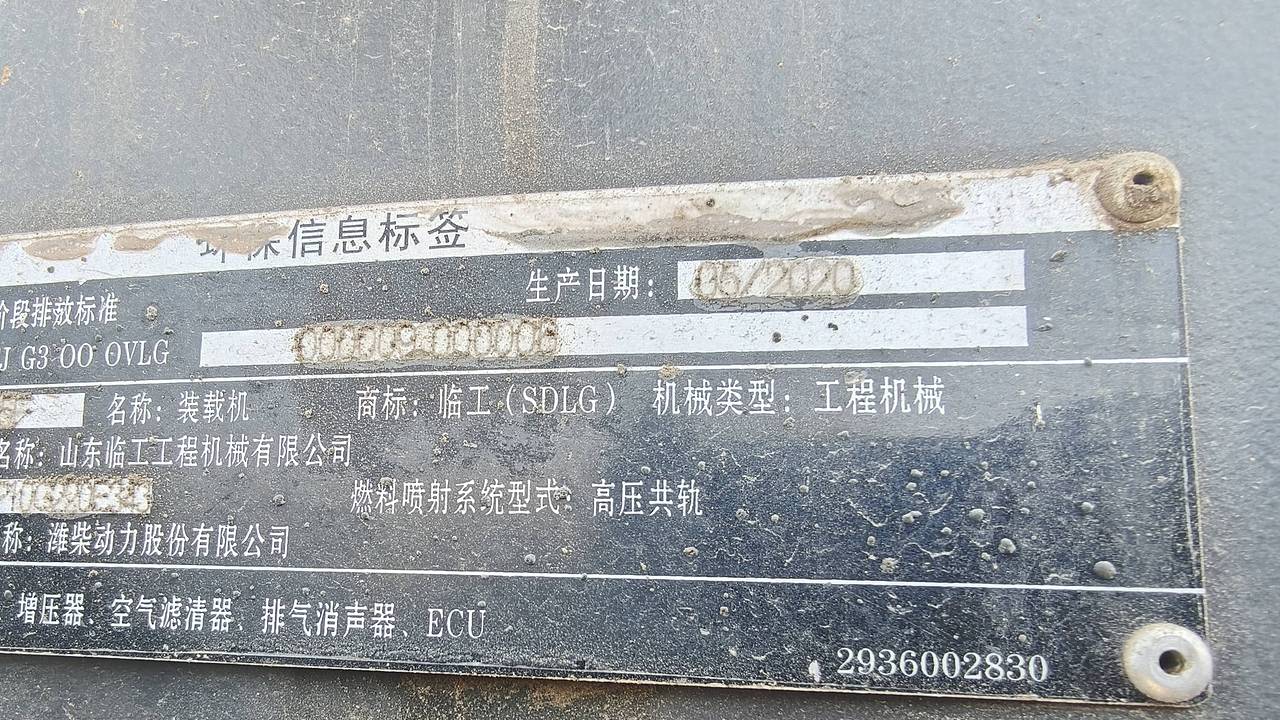 环保信息标签
生产日期： 05/2020
阶段排放标准
J G3 00 0VLG 000009 000006
名称：装载机 商标：临工（SDLG） 机械类型：工程机械
名称：山东临工工程机械有限公司
燃料喷射系统型式：高压共轨
称：潍柴动力股份有限公司
增压器、空气滤清器、排气消声器、ECU
2936002830